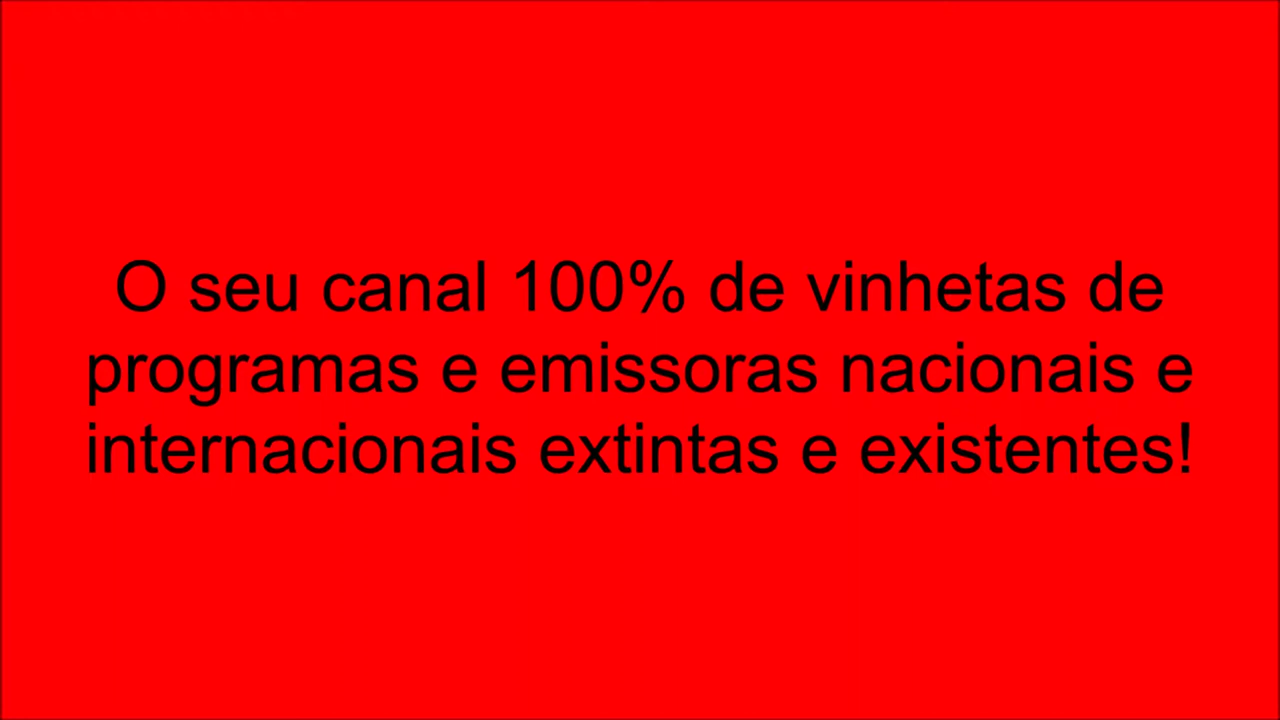 O seu canal 100% de vinhetas de
programas e emissoras nacionais e
internacionais extintas e existentes!